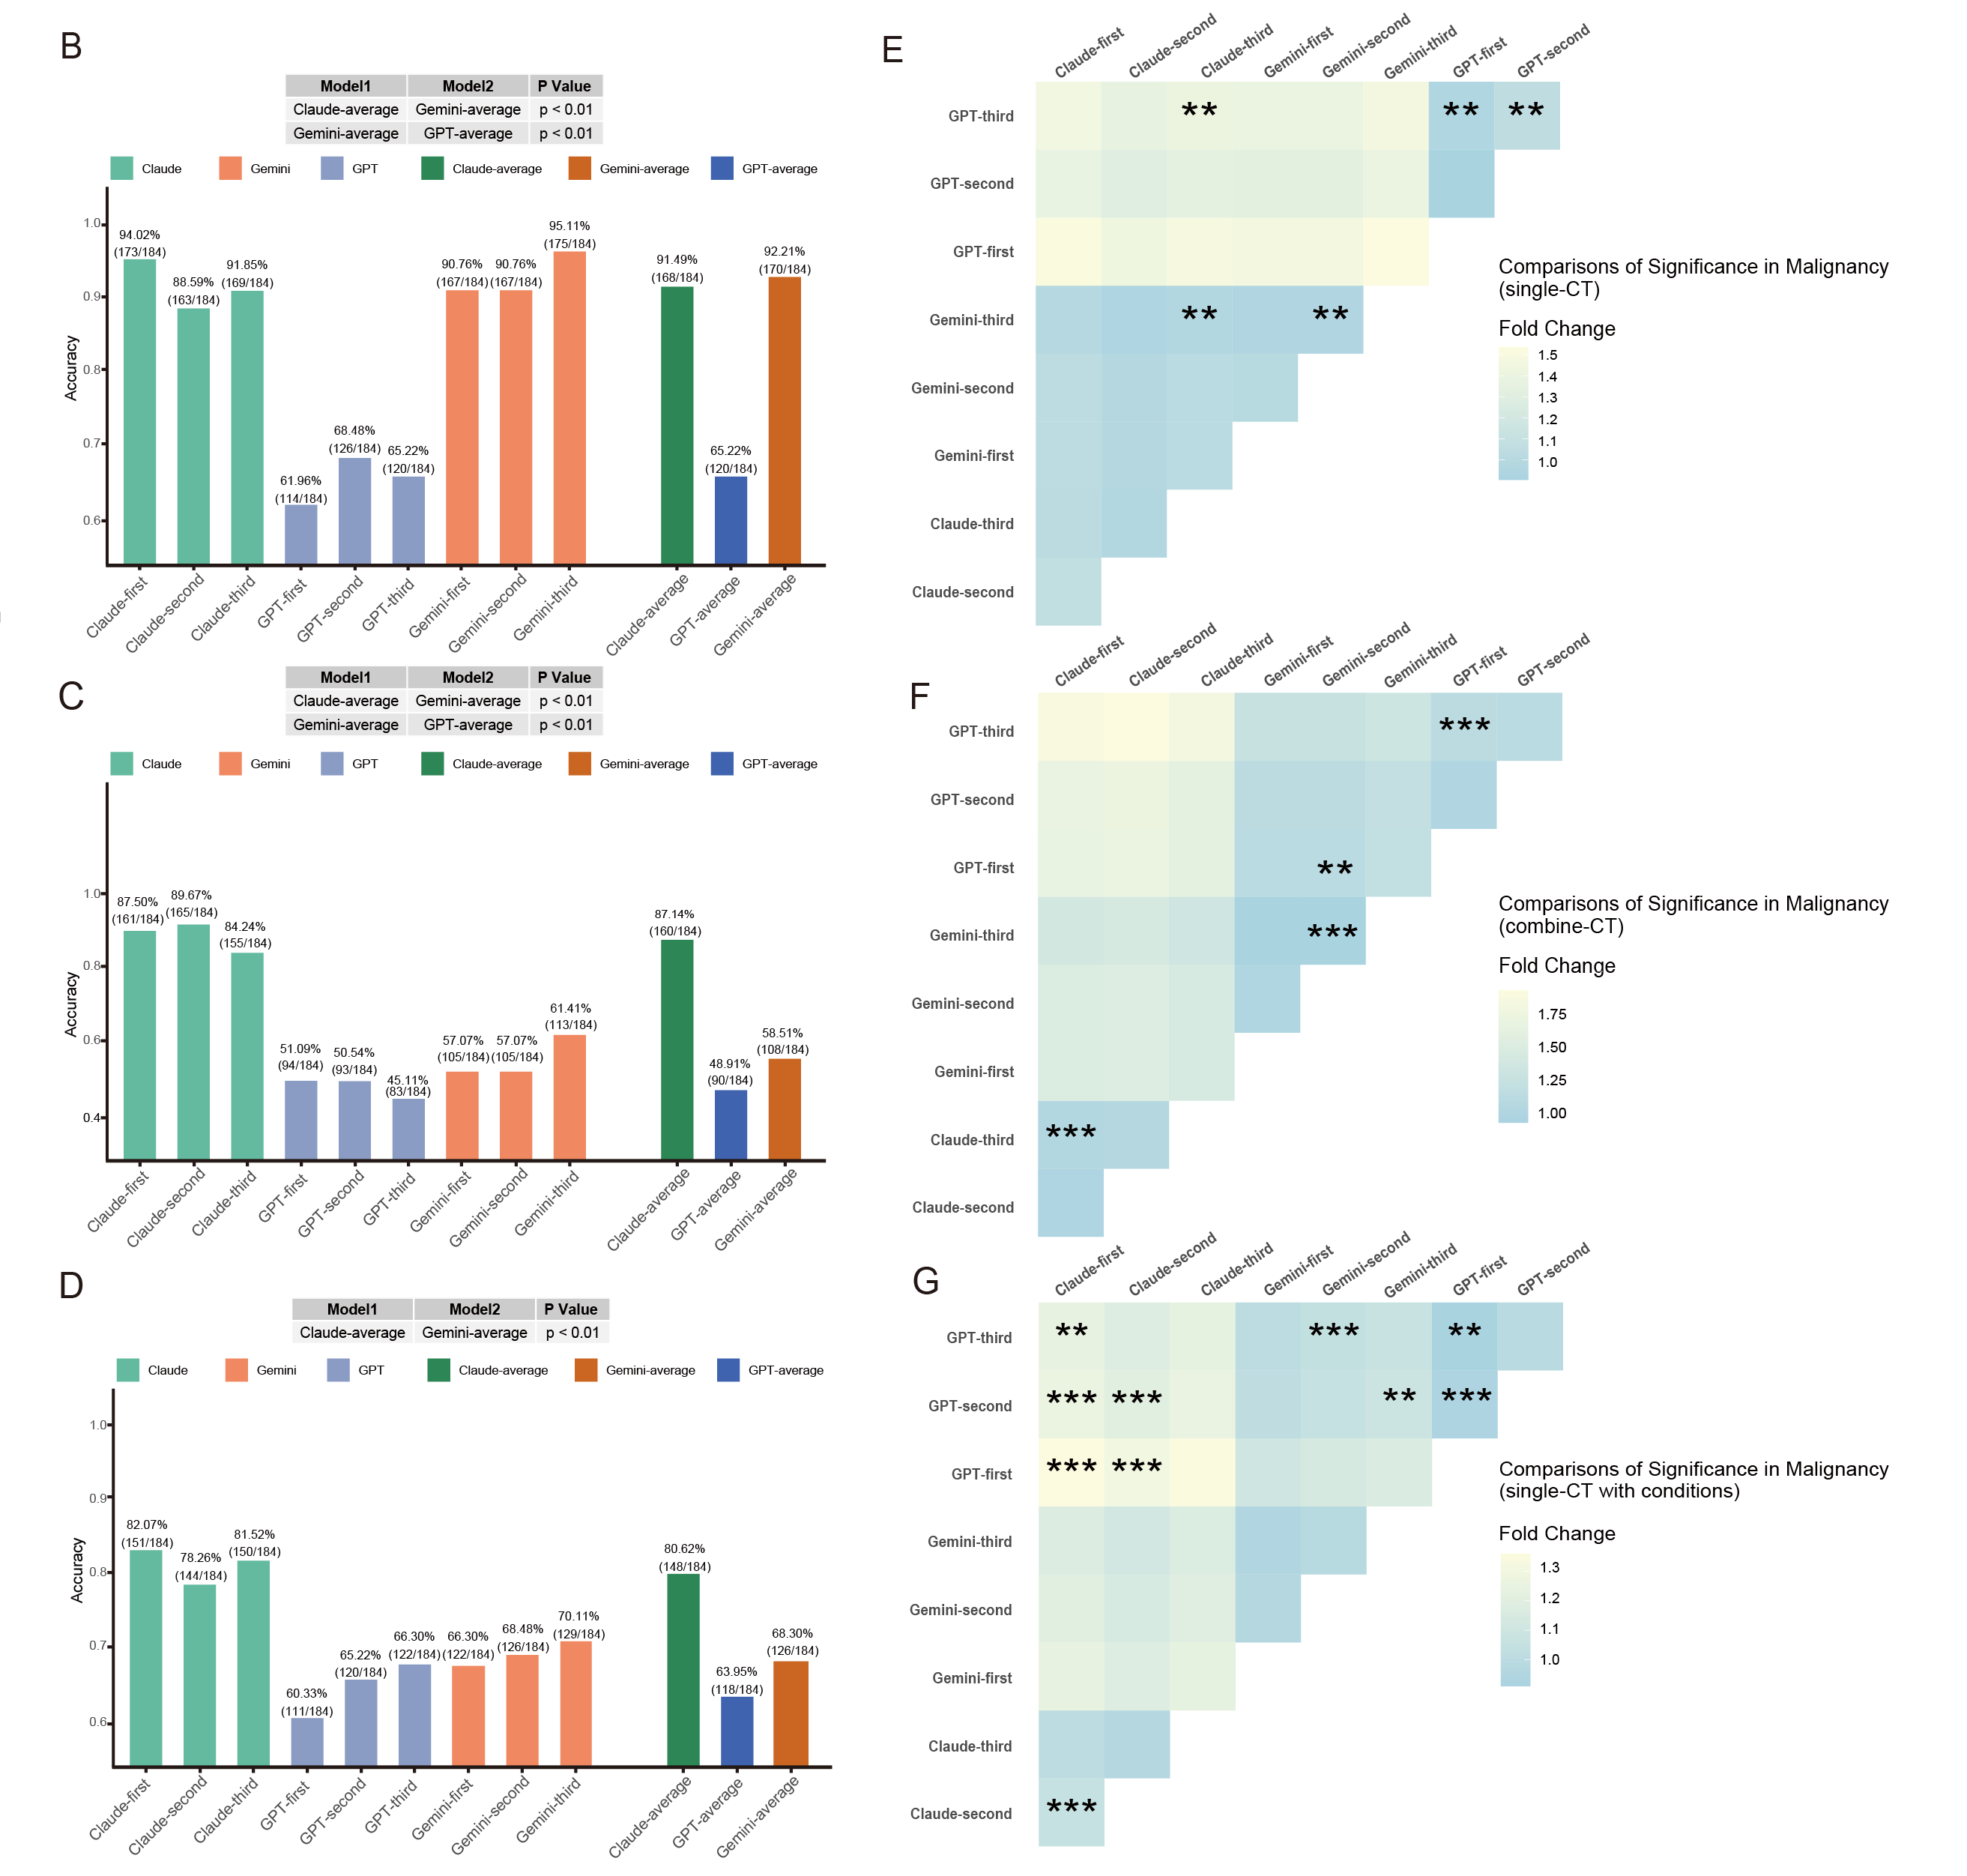 B
Model1 Model2 P Value
Claude-average Gemini-average p < 0.01
Gemini-average GPT-average p < 0.01
Claude Gemini GPT Claude-average Gemini-average GPT-average
Accuracy
1.0
0.9
0.8
0.7
0.6
94.02%
(173/184)
88.59%
(163/184)
91.85%
(169/184)
61.96%
(114/184)
68.48%
(126/184)
65.22%
(120/184)
90.76%
(167/184)
90.76%
(167/184)
95.11%
(175/184)
91.49%
(168/184)
65.22%
(120/184)
92.21%
(170/184)
Claude-first
Claude-second
Claude-third
GPT-first
GPT-second
GPT-third
Gemini-first
Gemini-second
Gemini-third
Claude-average
GPT-average
Gemini-average
C
Model1 Model2 P Value
Claude-average Gemini-average p < 0.01
Gemini-average GPT-average p < 0.01
Claude Gemini GPT Claude-average Gemini-average GPT-average
Accuracy
1.0
0.8
0.6
0.4
87.50%
(161/184)
89.67%
(165/184)
84.24%
(155/184)
51.09%
(94/184)
50.54%
(93/184)
45.11%
(83/184)
57.07%
(105/184)
57.07%
(105/184)
61.41%
(113/184)
87.14%
(160/184)
48.91%
(90/184)
58.51%
(108/184)
Claude-first
Claude-second
Claude-third
GPT-first
GPT-second
GPT-third
Gemini-first
Gemini-second
Gemini-third
Claude-average
GPT-average
Gemini-average
D
Model1 Model2 P Value
Claude-average Gemini-average p < 0.01
Claude Gemini GPT Claude-average Gemini-average GPT-average
Accuracy
1.0
0.9
0.8
0.7
0.6
82.07%
(151/184)
78.26%
(144/184)
81.52%
(150/184)
60.33%
(111/184)
65.22%
(120/184)
66.30%
(122/184)
66.30%
(122/184)
68.48%
(126/184)
70.11%
(129/184)
80.62%
(148/184)
63.95%
(118/184)
68.30%
(126/184)
Claude-first
Claude-second
Claude-third
GPT-first
GPT-second
GPT-third
Gemini-first
Gemini-second
Gemini-third
Claude-average
GPT-average
Gemini-average
E
Claude-first
Claude-second
Claude-third
Gemini-first
Gemini-second
Gemini-third
GPT-first
GPT-second
GPT-third ** ** **
GPT-second
GPT-first
Gemini-third ** **
Gemini-second
Gemini-first
Claude-third
Claude-second
Comparisons of Significance in Malignancy
(single-CT)
Fold Change
1.5
1.4
1.3
1.2
1.1
1.0
F
Claude-first
Claude-second
Claude-third
Gemini-first
Gemini-second
Gemini-third
GPT-first
GPT-second
GPT-third ***
GPT-second
GPT-first **
Gemini-third ***
Gemini-second
Gemini-first
Claude-third ***
Claude-second
Comparisons of Significance in Malignancy
(combine-CT)
Fold Change
1.75
1.50
1.25
1.00
G
Claude-first
Claude-second
Claude-third
Gemini-first
Gemini-second
Gemini-third
GPT-first
GPT-second
GPT-third ** *** **
GPT-second *** *** ** ***
GPT-first *** ***
Gemini-third
Gemini-second
Gemini-first
Claude-third
Claude-second ***
Comparisons of Significance in Malignancy
(single-CT with conditions)
Fold Change
1.3
1.2
1.1
1.0